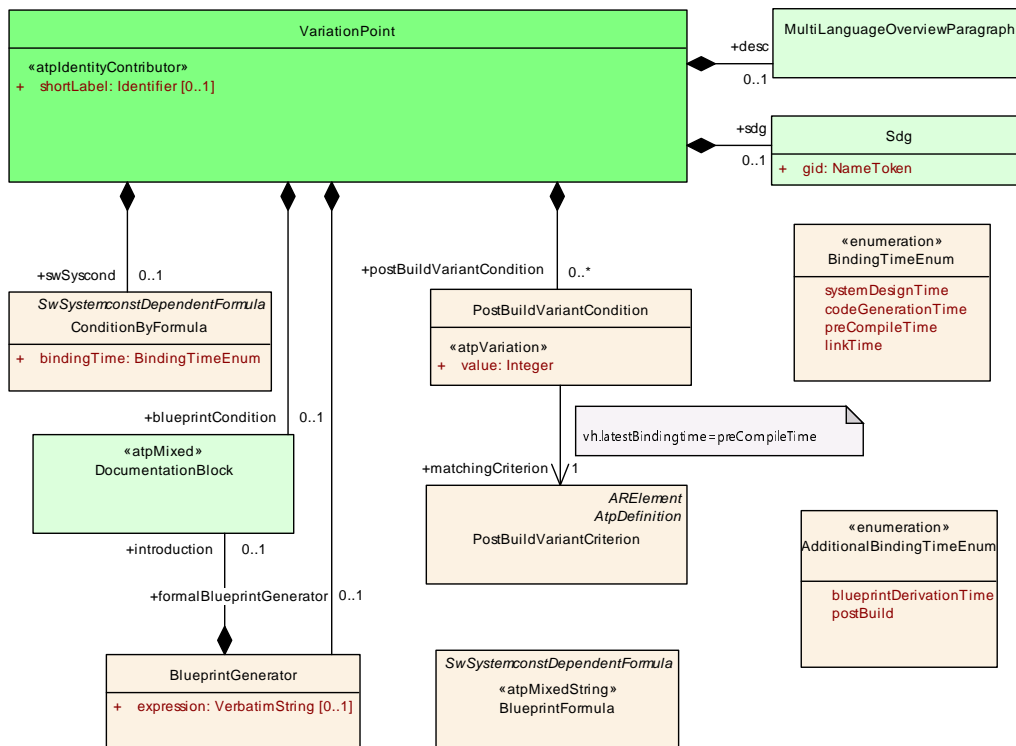 VariationPoint
«atpIdentityContributor»
+ shortLabel: Identifier [0..1]
+desc
0..1
MultiLanguageOverviewParagraph
+sdg
0..1
Sdg
+ gid: NameToken
+swSyscond
0..1
SwSystemconstDependentFormula
ConditionByFormula
+ bindingTime: BindingTimeEnum
+postBuildVariantCondition
0..*
PostBuildVariantCondition
«atpVariation»
+ value: Integer
«enumeration»
BindingTimeEnum
systemDesignTime
codeGenerationTime
preCompileTime
linkTime
+blueprintCondition
0..1
«atpMixed»
DocumentationBlock
vh.latestBindingtime=preCompileTime
+matchingCriterion
1
ARElement
AtpDefinition
PostBuildVariantCriterion
«enumeration»
AdditionalBindingTimeEnum
blueprintDerivationTime
postBuild
+introduction
0..1
+formalBlueprintGenerator
0..1
BlueprintGenerator
+ expression: VerbatimString [0..1]
SwSystemconstDependentFormula
«atpMixedString»
BlueprintFormula